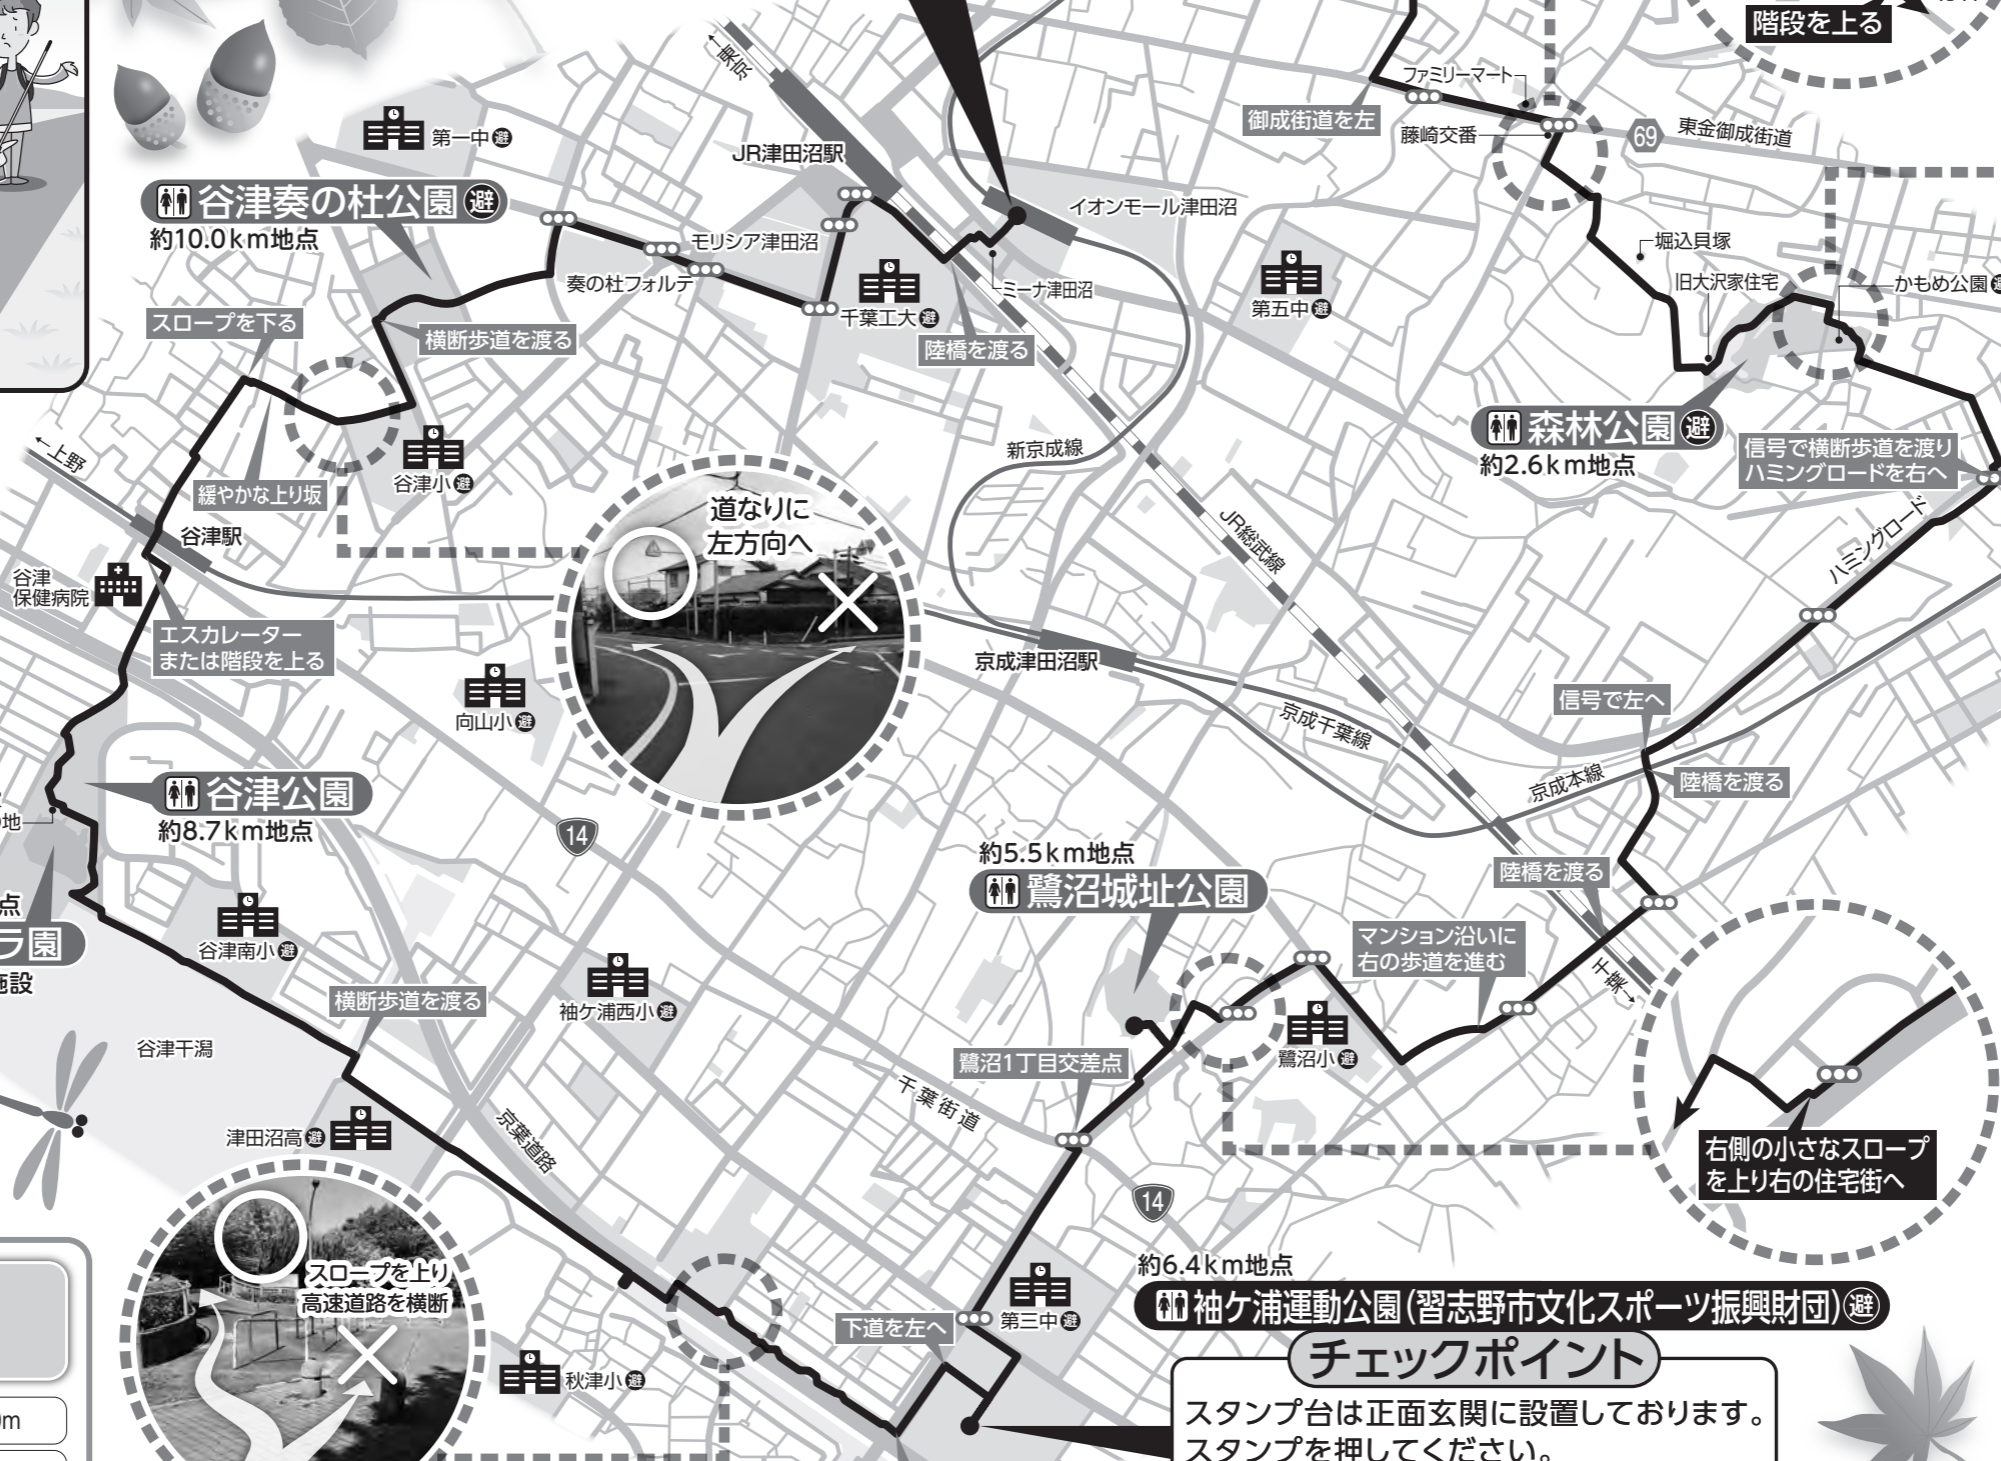 階段を上る
ファミリーマート
御成街道を左
藤崎交番
69
東金御成街道
←東京
第一中避
JR津田沼駅
イオンモール津田沼
谷津奏の杜公園避
約10.0km地点
モリシア津田沼
奏の杜フォルテ
千葉工大避
ミーナ津田沼
陸橋を渡る
第五中避
堀込貝塚
旧大沢家住宅
かもめ公園
スロープを下る
横断歩道を渡る
森林公園避
約2.6km地点
信号で横断歩道を渡り
ハミングロードを右へ
ハミングロード
←上野
緩やかな上り坂
谷津小避
新京成線
道なりに
左方向へ
JR総武線
谷津駅
谷津
保健病院
エスカレーター
または階段を上る
向山小避
京成津田沼駅
京成千葉線
信号で左へ
京成本線
陸橋を渡る
谷津公園
約8.7km地点
地
14
約5.5km地点
鷺沼城址公園
陸橋を渡る
マンション沿いに
右の歩道を進む
千葉→
点
ラ園
施設
谷津南小避
横断歩道を渡る
袖ケ浦西小避
鷺沼小避
谷津干潟
鷺沼1丁目交差点
千葉街道
京葉道路
津田沼高避
14
右側の小さなスロープ
を上り右の住宅街へ
スロープを上り
高速道路を横断
下道を左へ
第三中避
約6.4km地点
袖ケ浦運動公園(習志野市文化スポーツ振興財団)避
秋津小避
チェックポイント
スタンプ台は正面玄関に設置しております。
スタンプを押してください。
m